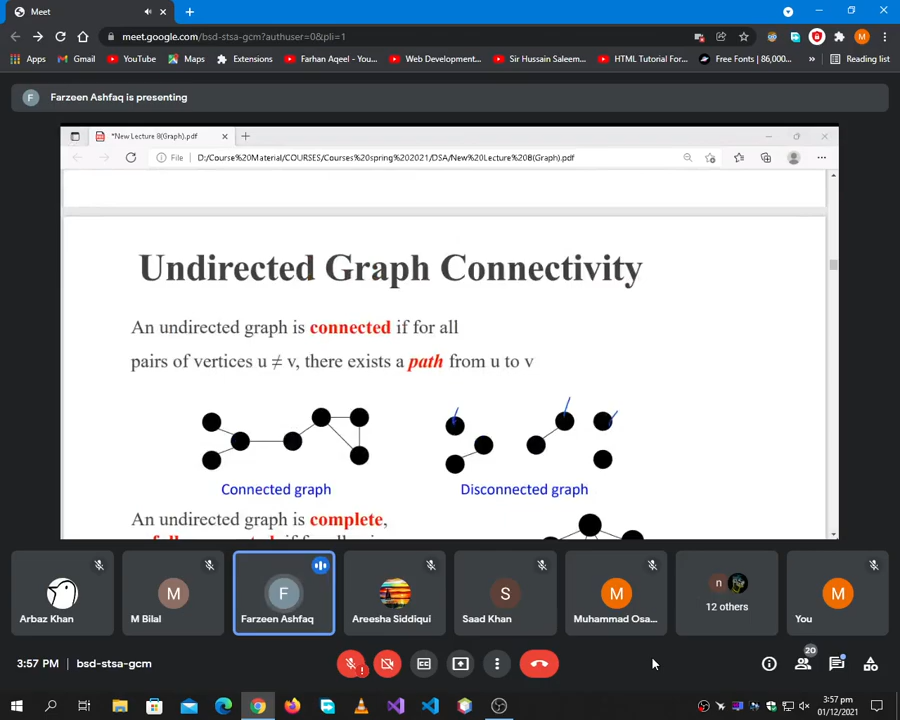 Meet
meet.google.com/bsd-stsa-gcm?authuser=0&pli=1
Apps
Gmail
YouTube
Maps
Extensions
Farhan Aqeel - You...
Web Development...
Sir Hussain Saleem...
HTML Tutorial For...
Free Fonts | 86,000...
»
Reading list
M
F
Farzeen Ashfaq is presenting
*New Lecture 8(Graph).pdf
File
D:/Course%20Material/COURSES/Courses%20spring%202021/DSA/New%20Lecture%208(Graph).pdf
Undirected Graph Connectivity
An undirected graph is connected if for all
pairs of vertices u ≠ v, there exists a path from u to v
Connected graph
Disconnected graph
An undirected graph is complete,
Arbaz Khan
M
M Bilal
F
Farzeen Ashfaq
Areesha Siddiqui
S
Saad Khan
M
Muhammad Osa...
n
12 others
M
You
3:57 PM | bsd-stsa-gcm
20
3:57 pm
01/12/2021